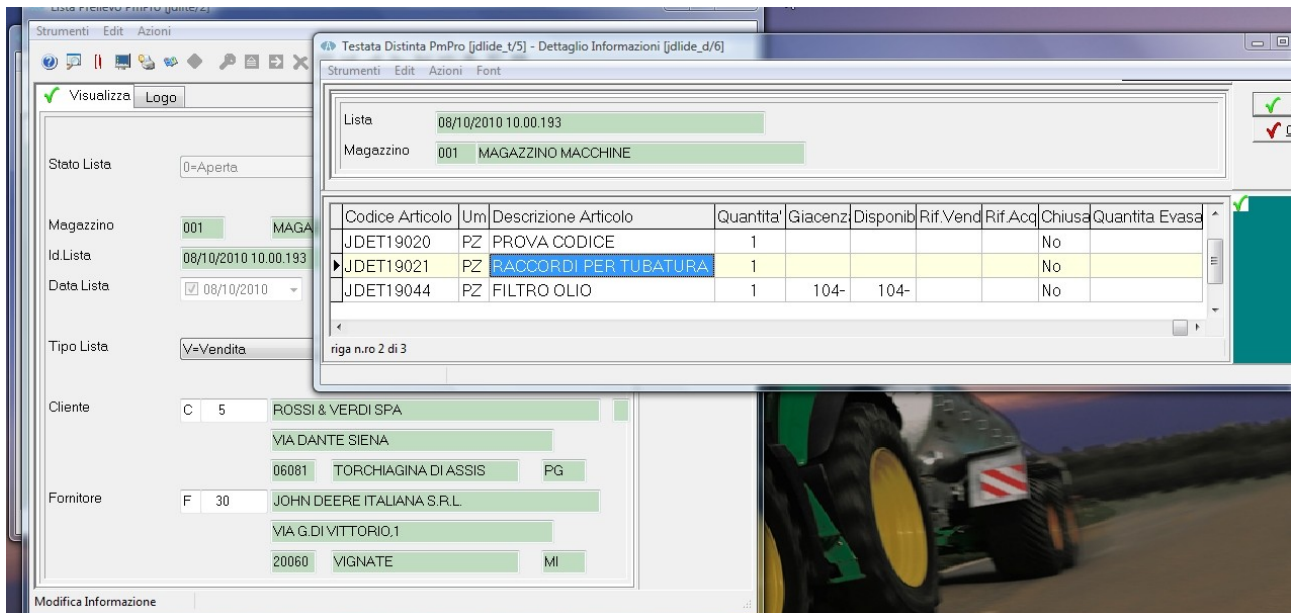 Lista Prelievo PmPro [jdlite/2]
Strumenti Edit Azioni
Visualizza Logo
Stato Lista 0=Aperta
Magazzino 001 MAGA
Id.Lista 08/10/2010 10.00.193
Data Lista 08/10/2010
Tipo Lista V=Vendita
Cliente C 5 ROSSI & VERDI SPA
VIA DANTE SIENA
06081 TORCHIAGINA DI ASSIS PG
Fornitore F 30 JOHN DEERE ITALIANA S.R.L.
VIA G.DI VITTORIO,1
20060 VIGNATE MI
Modifica Informazione
Testata Distinta PmPro [jdlide_t/5] - Dettaglio Informazioni [jdlide_d/6]
Strumenti Edit Azioni Font
Lista 08/10/2010 10.00.193
Magazzino 001 MAGAZZINO MACCHINE
Codice Articolo Um Descrizione Articolo Quantita' Giacenz Disponib Rif.Vend Rif.Acq Chiusa Quantita Evasa
JDET19020 PZ PROVA CODICE 1 No
JDET19021 PZ RACCORDI PER TUBATURA 1 No
JDET19044 PZ FILTRO OLIO 1 104- 104- No
riga n.ro 2 di 3